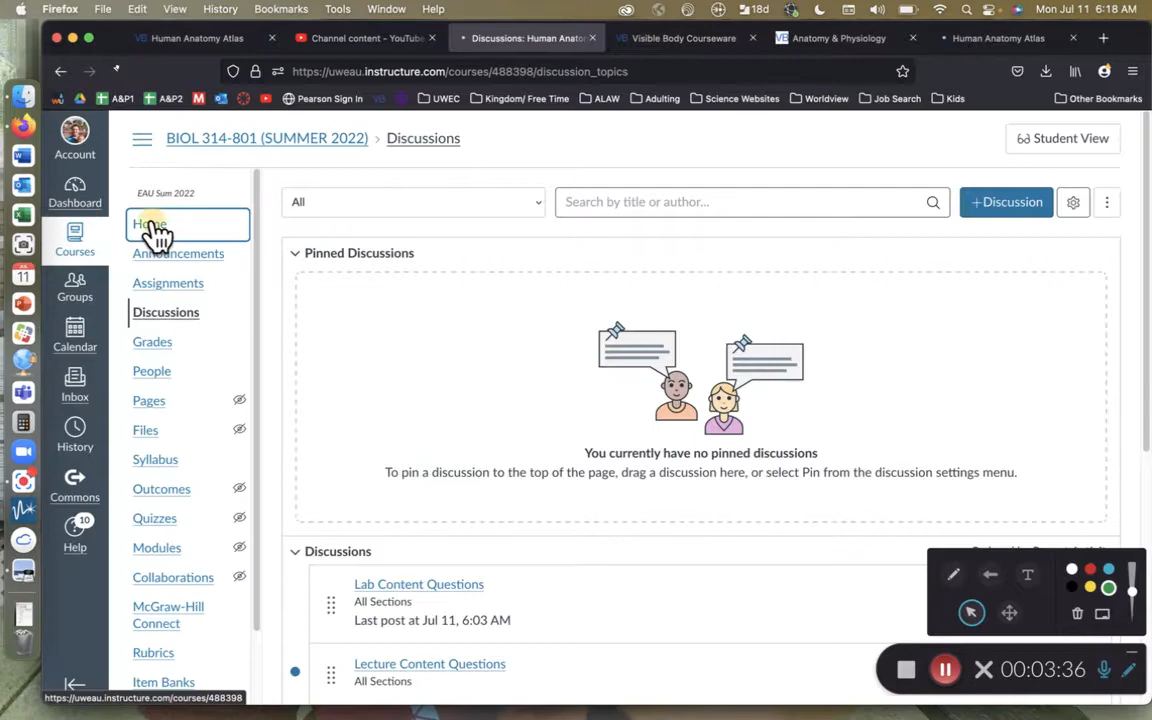 Firefox File Edit View History Bookmarks Tools Window Help 18d Mon Jul 11 6:18 AM
VB Human Anatomy Atlas Channel content - YouTube Discussions: Human Anato VB Visible Body Courseware VB Anatomy & Physiology Human Anatomy Atlas
https://uweau.instructure.com/courses/488398/discussion_topics
A&P1 A&P2 Pearson Sign In UWEC Kingdom/ Free Time ALAW Adulting Science Websites Worldview Job Search Kids Other Bookmarks
Account
Dashboard
Courses
Groups
Calendar
Inbox
History
Commons
10
Help
JUL
11
BIOL 314-801 (SUMMER 2022) > Discussions
Student View
EAU Sum 2022
Home
Announcements
Assignments
Discussions
Grades
People
Pages
Files
Syllabus
Outcomes
Quizzes
Modules
Collaborations
McGraw-Hill
Connect
Rubrics
Item Banks
https://uweau.instructure.com/courses/488398
All
Search by title or author...
+Discussion
Pinned Discussions
You currently have no pinned discussions
To pin a discussion to the top of the page, drag a discussion here, or select Pin from the discussion settings menu.
Discussions
Lab Content Questions
All Sections
Last post at Jul 11, 6:03 AM
Lecture Content Questions
All Sections
T
00:03:36